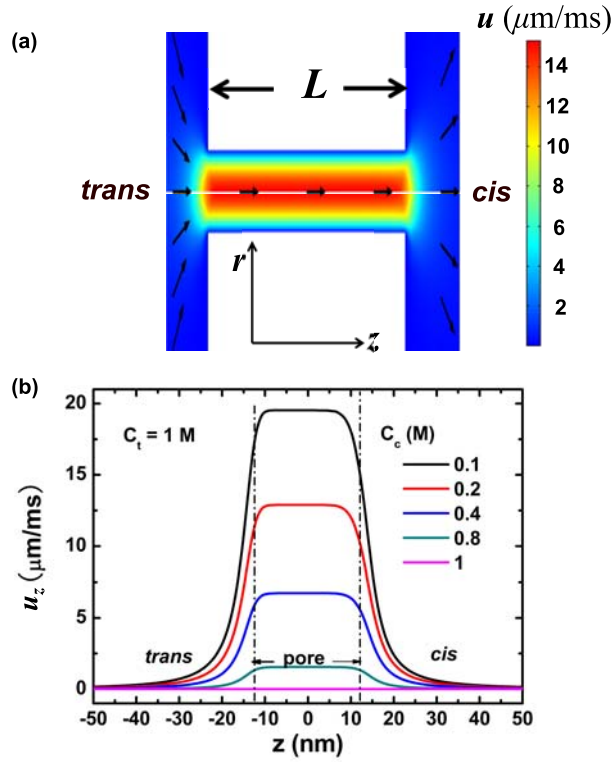 (a)
u (μm/ms)
L
trans
cis
r
z
14
12
10
8
6
4
2
(b)
C_t = 1 M
C_c (M)
0.1
0.2
0.4
0.8
1
u_z (μm/ms)
20
15
10
5
0
trans
pore
cis
-50 -40 -30 -20 -10 0 10 20 30 40 50
z (nm)